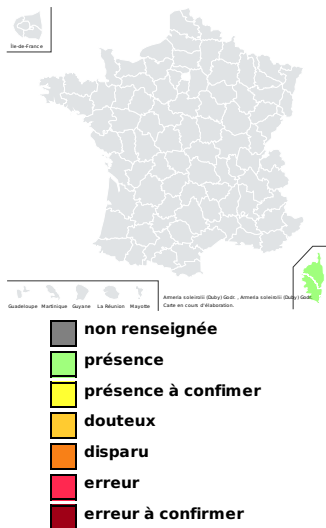 Île-de-France
Guadeloupe Martinique Guyane La Réunion Mayotte
Armeria soleirolii (Duby) Godr. , Armeria soleirolii (Duby) Godr.
Carte en cours d'élaboration.
non renseignée
présence
présence à confimer
douteux
disparu
erreur
erreur à confirmer